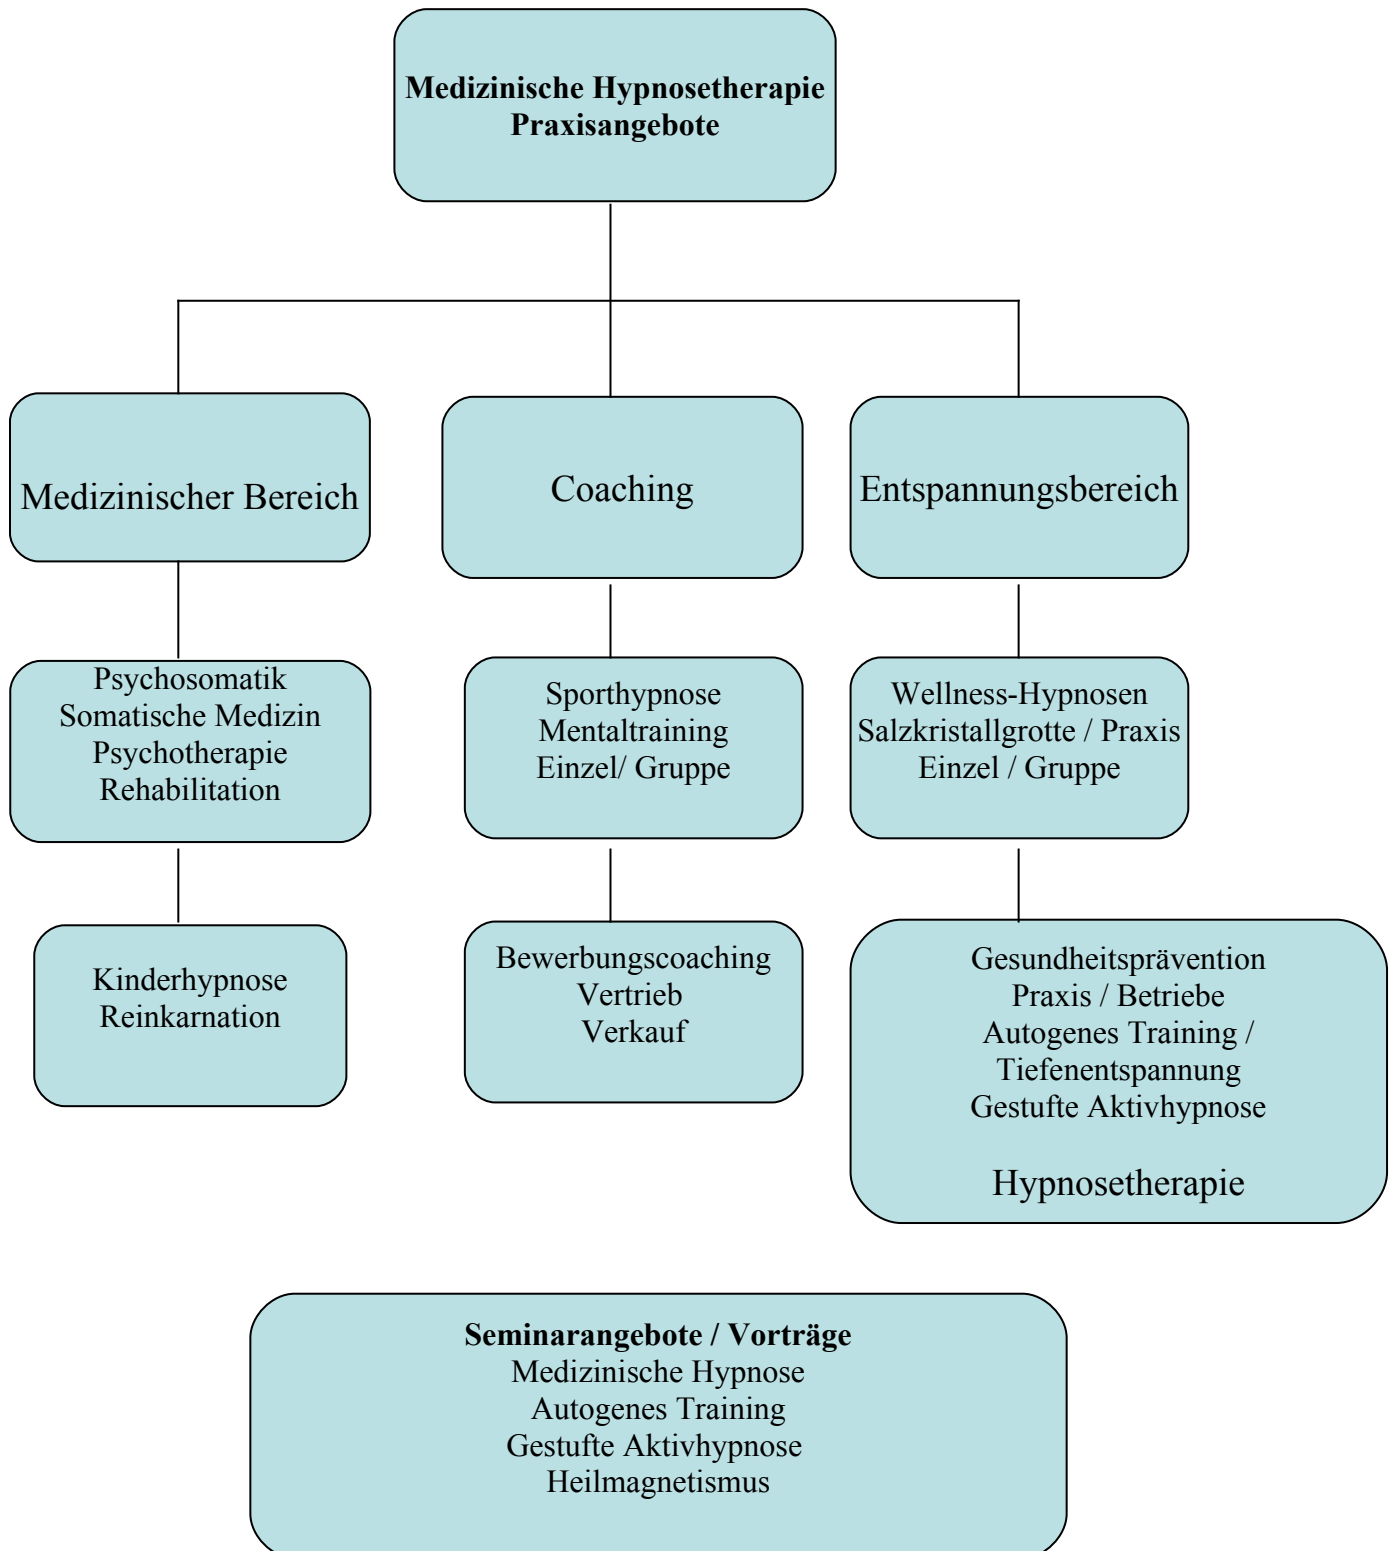 Medizinische Hypnosetherapie
Praxisangebote
Medizinischer Bereich
Coaching
Entspannungsbereich
Psychosomatik
Somatische Medizin
Psychotherapie
Rehabilitation
Sporthypnose
Mentaltraining
Einzel/ Gruppe
Wellness-Hypnosen
Salzkristallgrotte / Praxis
Einzel / Gruppe
Kinderhypnose
Reinkarnation
Bewerbungscoaching
Vertrieb
Verkauf
Gesundheitsprävention
Praxis / Betriebe
Autogenes Training /
Tiefenentspannung
Gestufte Aktivhypnose
Hypnosetherapie
Seminarangebote / Vorträge
Medizinische Hypnose
Autogenes Training
Gestufte Aktivhypnose
Heilmagnetismus